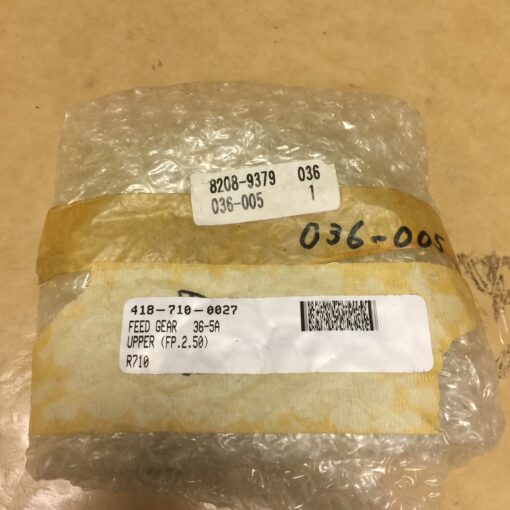 8208-9379 036
036-005 1
036-005
418-710-0027
FEED GEAR 36-5A
UPPER (FP.2.50)
R710